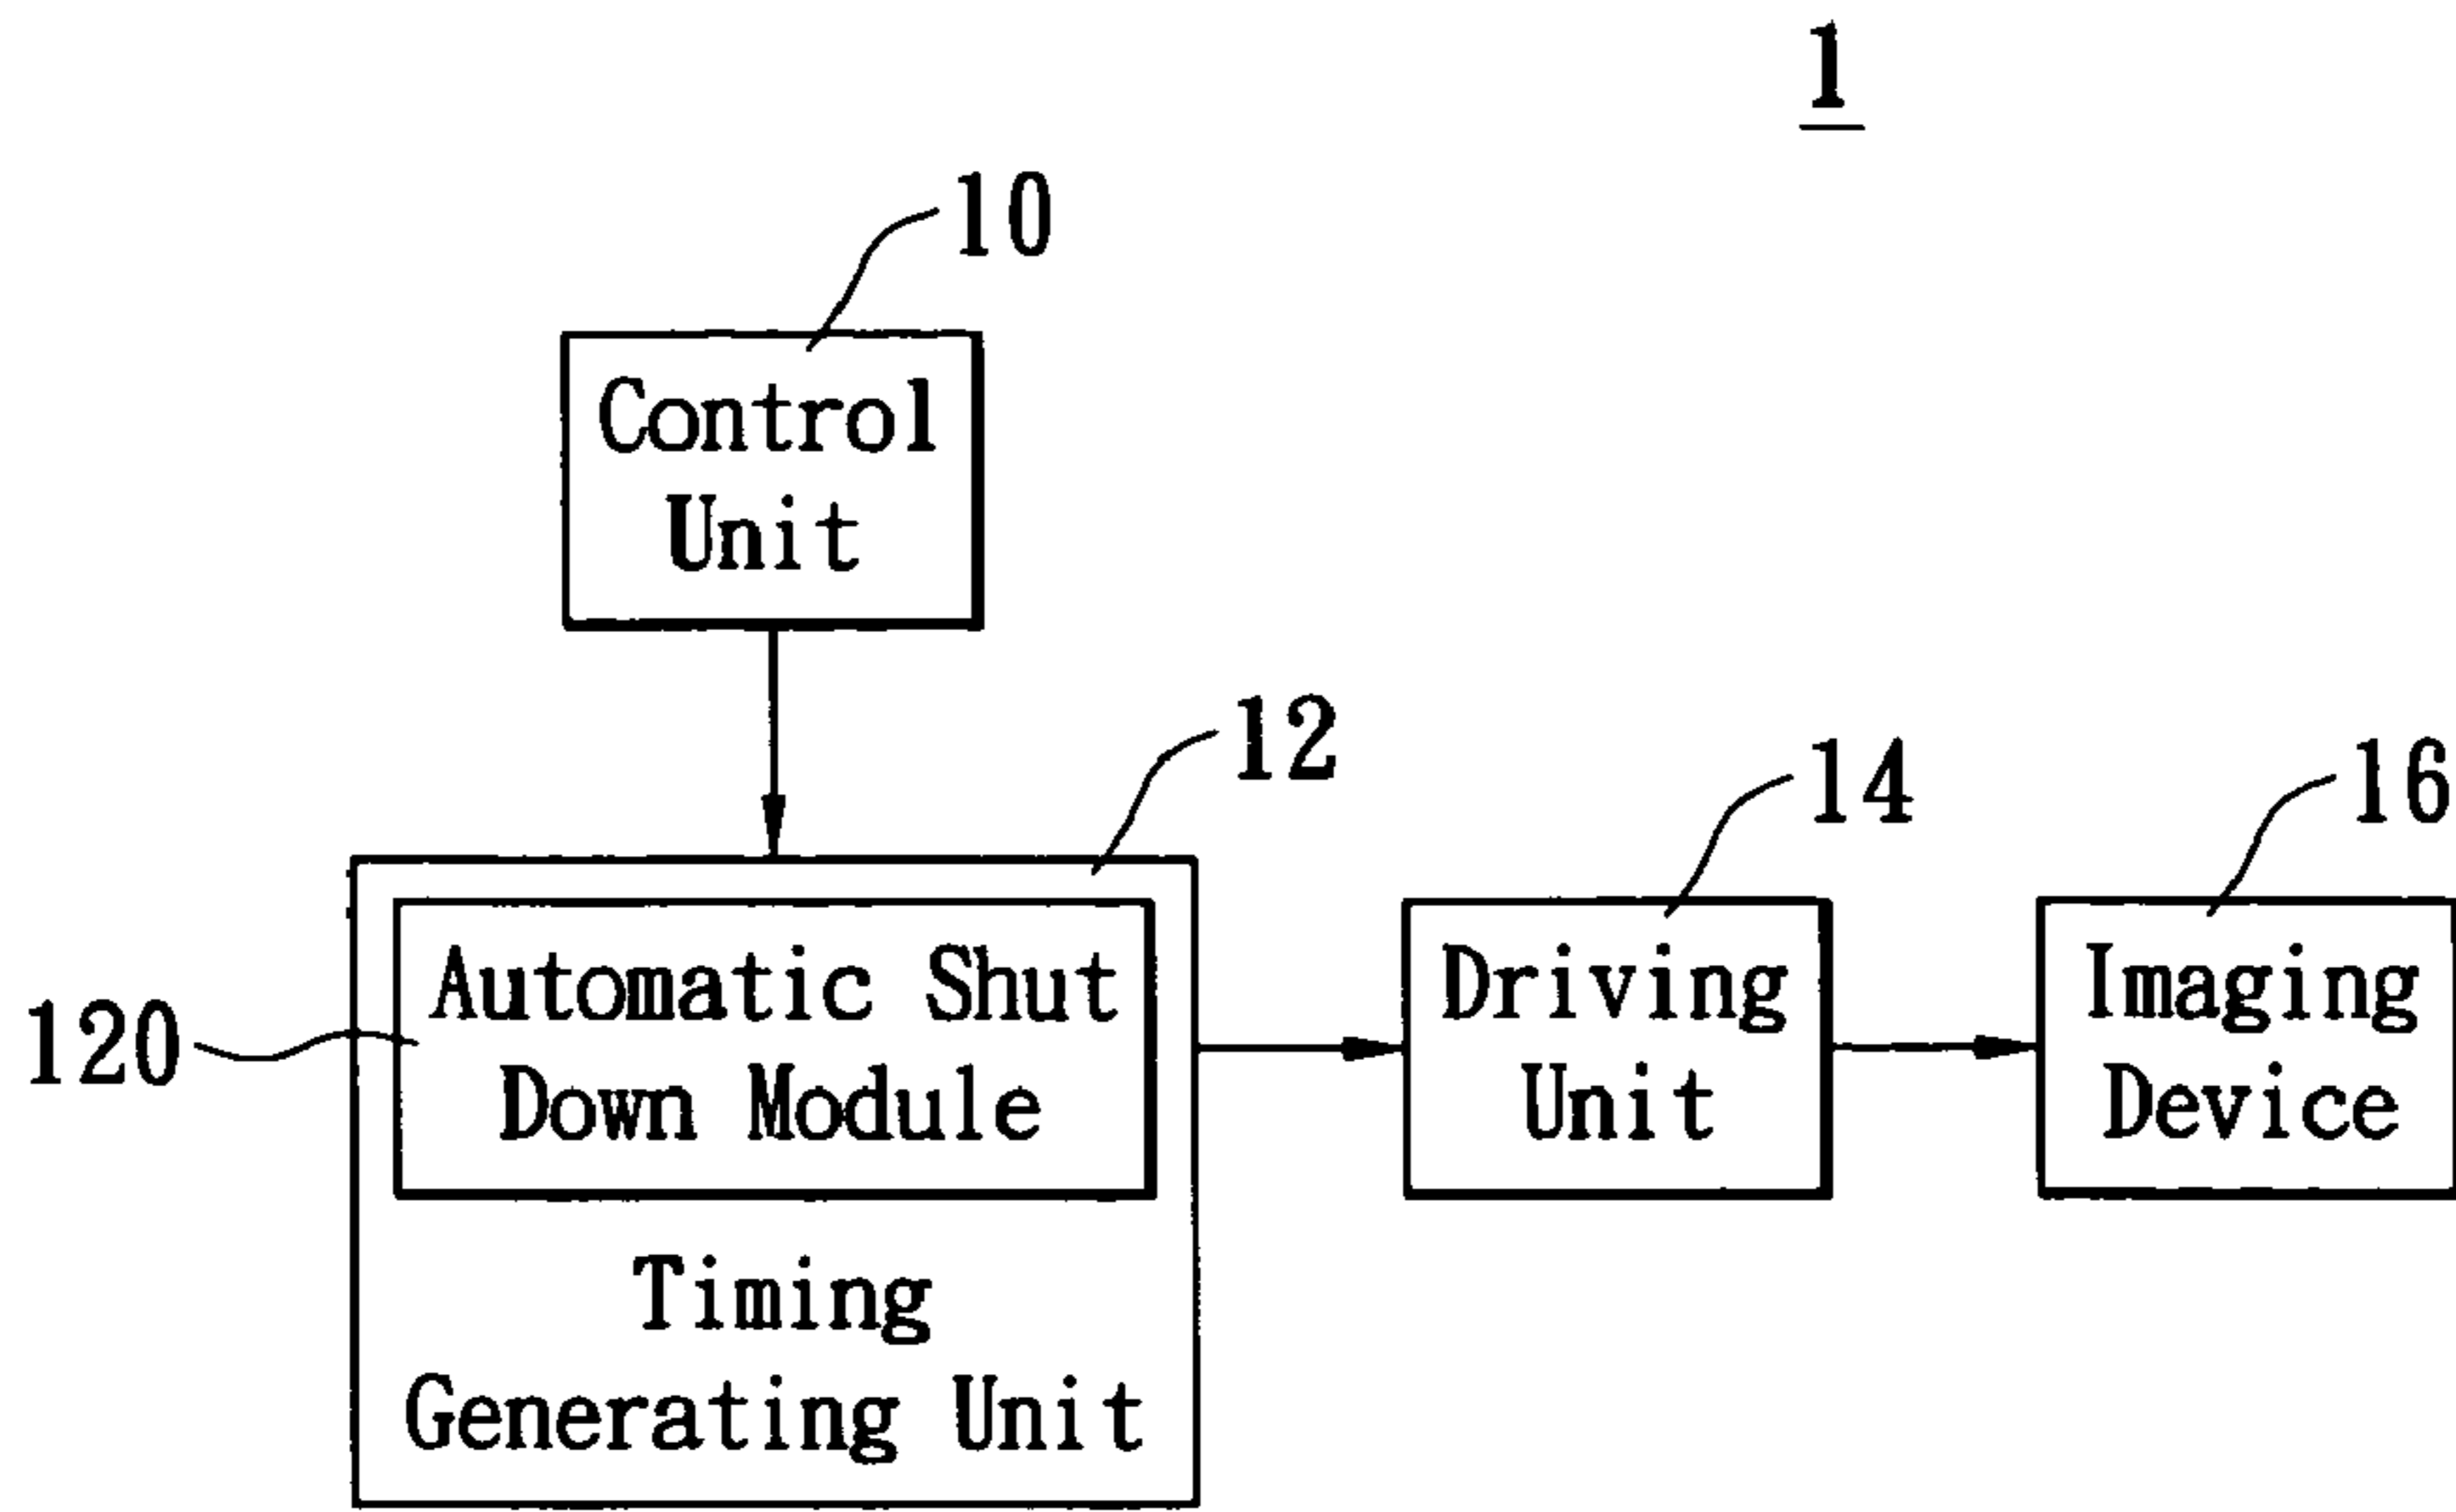 1
10
Control
Unit
12
14
16
120
Automatic Shut
Down Module
Driving
Unit
Imaging
Device
Timing
Generating Unit